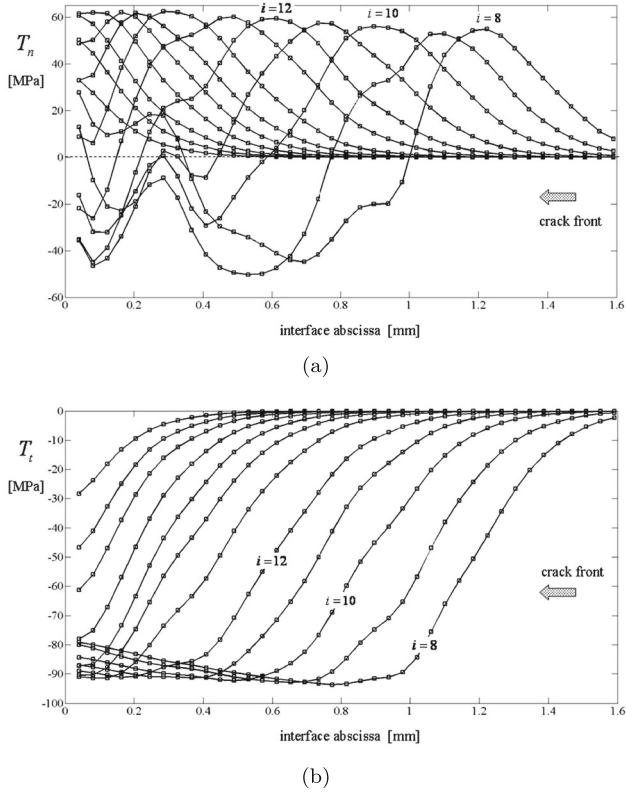 60
T_n
i=12
i=10
i=8
[MPa]
40
20
0
-20
crack front
-40
-60
0 0.2 0.4 0.6 0.8 1 1.2 1.4 1.6
interface abscissa [mm]
(a)
0
T_t
-10
[MPa]
-20
-30
-40
-50
i=12
crack front
-60
i=10
-70
-80
i=8
-90
-100
0 0.2 0.4 0.6 0.8 1 1.2 1.4 1.6
interface abscissa [mm]
(b)